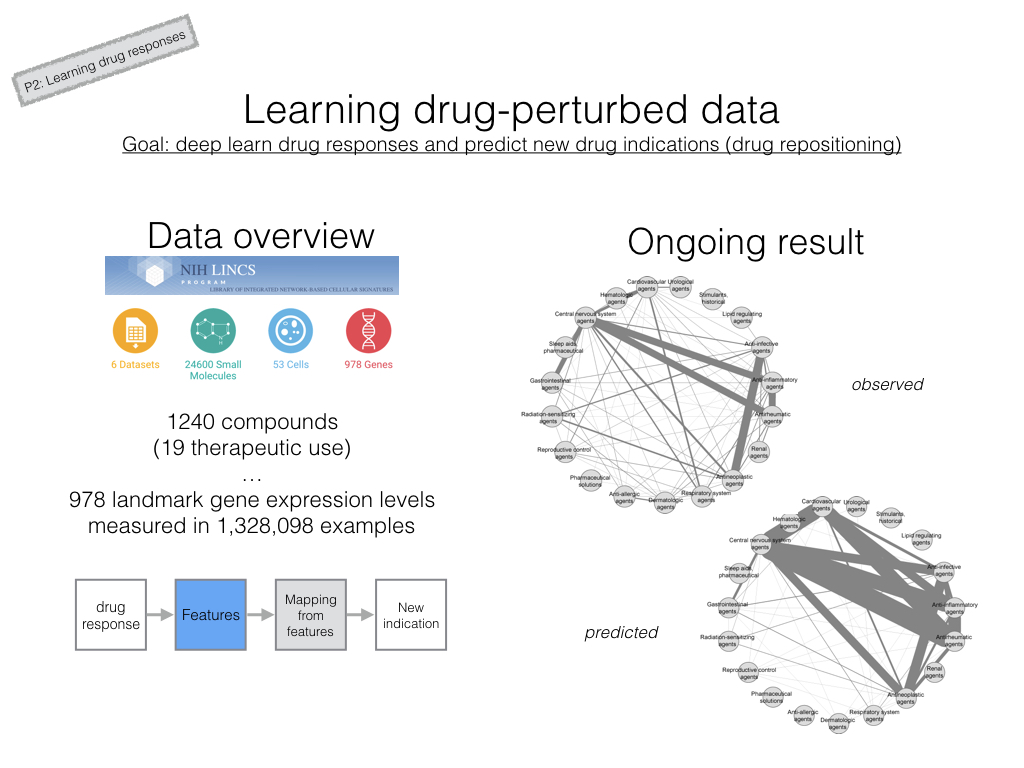 P2: Learning drug responses
Learning drug-perturbed data
Goal: deep learn drug responses and predict new drug indications (drug repositioning)
Data overview
NIH LINCS
PROGRAM
LIBRARY OF INTEGRATED NETWORK-BASED CELLULAR SIGNATURES
6 Datasets
24600 Small
Molecules
53 Cells
978 Genes
1240 compounds
(19 therapeutic use)
…
978 landmark gene expression levels
measured in 1,328,098 examples
drug
response
Features
Mapping
from
features
New
indication
Ongoing result
Cardiovascular
agents
Urological
agents
Stimulants,
historical
Lipid regulating
agents
Anti-infective
agents
Anti-inflammatory
agents
Antirheumatic
agents
Renal
agents
Antineoplastic
agents
Respiratory system
agents
Dermatologic
agents
Anti-allergic
agents
Pharmaceutical
solutions
Reproductive control
agents
Radiation-sensitizing
agents
Gastrointestinal
agents
Sleep aids,
pharmaceutical
Central nervous system
agents
Hematologic
agents
observed
Cardiovascular
agents
Urological
agents
Stimulants,
historical
Lipid regulating
agents
Anti-infective
agents
Anti-inflammatory
agents
Antirheumatic
agents
Renal
agents
Antineoplastic
agents
Respiratory system
agents
Dermatologic
agents
Anti-allergic
agents
Pharmaceutical
solutions
Reproductive control
agents
Radiation-sensitizing
agents
Gastrointestinal
agents
Sleep aids,
pharmaceutical
Central nervous system
agents
Hematologic
agents
predicted